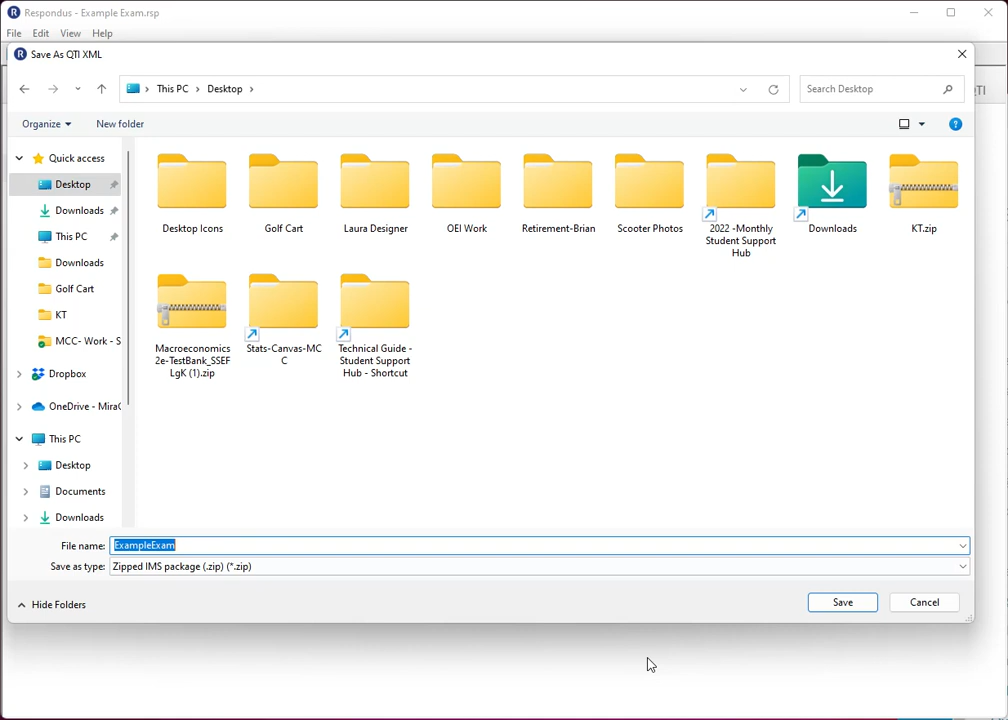 Respondus - Example Exam.rsp
File Edit View Help
Save As QTI XML
This PC Desktop
Search Desktop
QTI
Organize
New folder
Quick access
Desktop
Downloads
This PC
Downloads
Golf Cart
KT
MCC- Work - S
Dropbox
OneDrive - Mira
This PC
Desktop
Documents
Downloads
Desktop Icons
Golf Cart
Laura Designer
OEI Work
Retirement-Brian
Scooter Photos
2022 -Monthly
Student Support
Hub
Downloads
KT.zip
Macroeconomics
2e-TestBank_SSEF
LgK (1).zip
Stats-Canvas-MC
C
Technical Guide -
Student Support
Hub - Shortcut
File name: ExampleExam
Save as type: Zipped IMS package (.zip) (*.zip)
Hide Folders
Save
Cancel